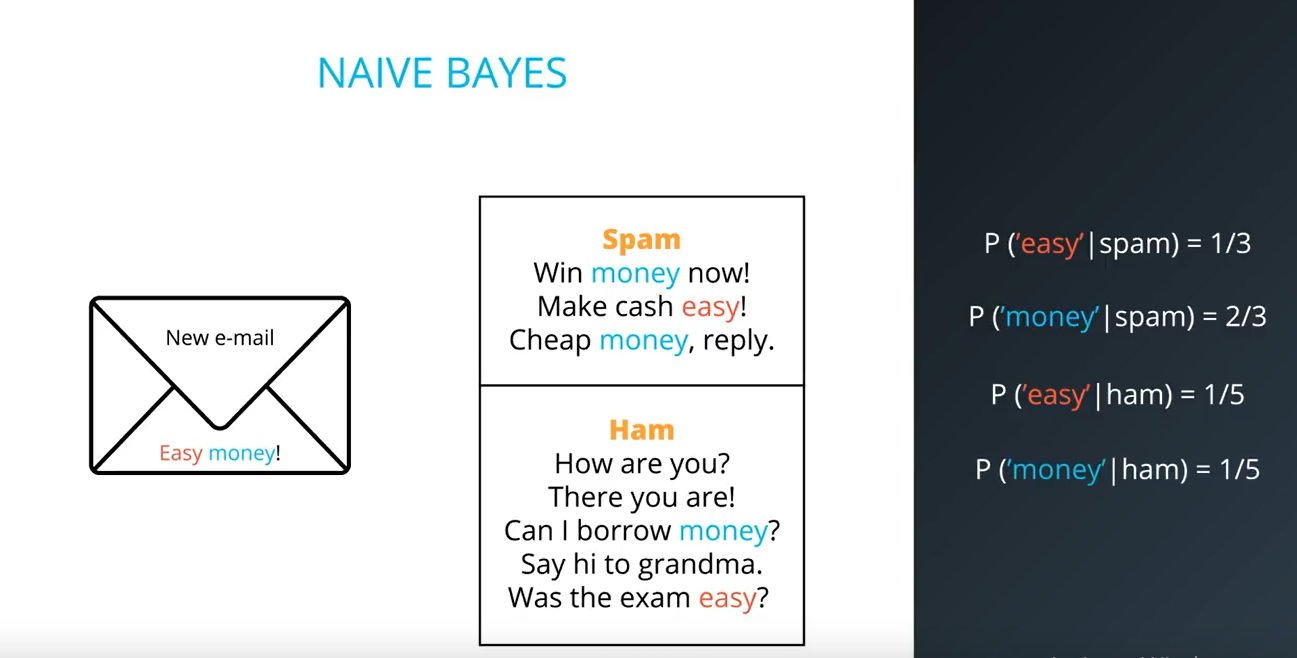 NAIVE BAYES
New e-mail
Easy money!
Spam
Win money now!
Make cash easy!
Cheap money, reply.
Ham
How are you?
There you are!
Can I borrow money?
Say hi to grandma.
Was the exam easy?
P (’easy’|spam) = 1/3
P (’money’|spam) = 2/3
P (’easy’|ham) = 1/5
P (’money’|ham) = 1/5